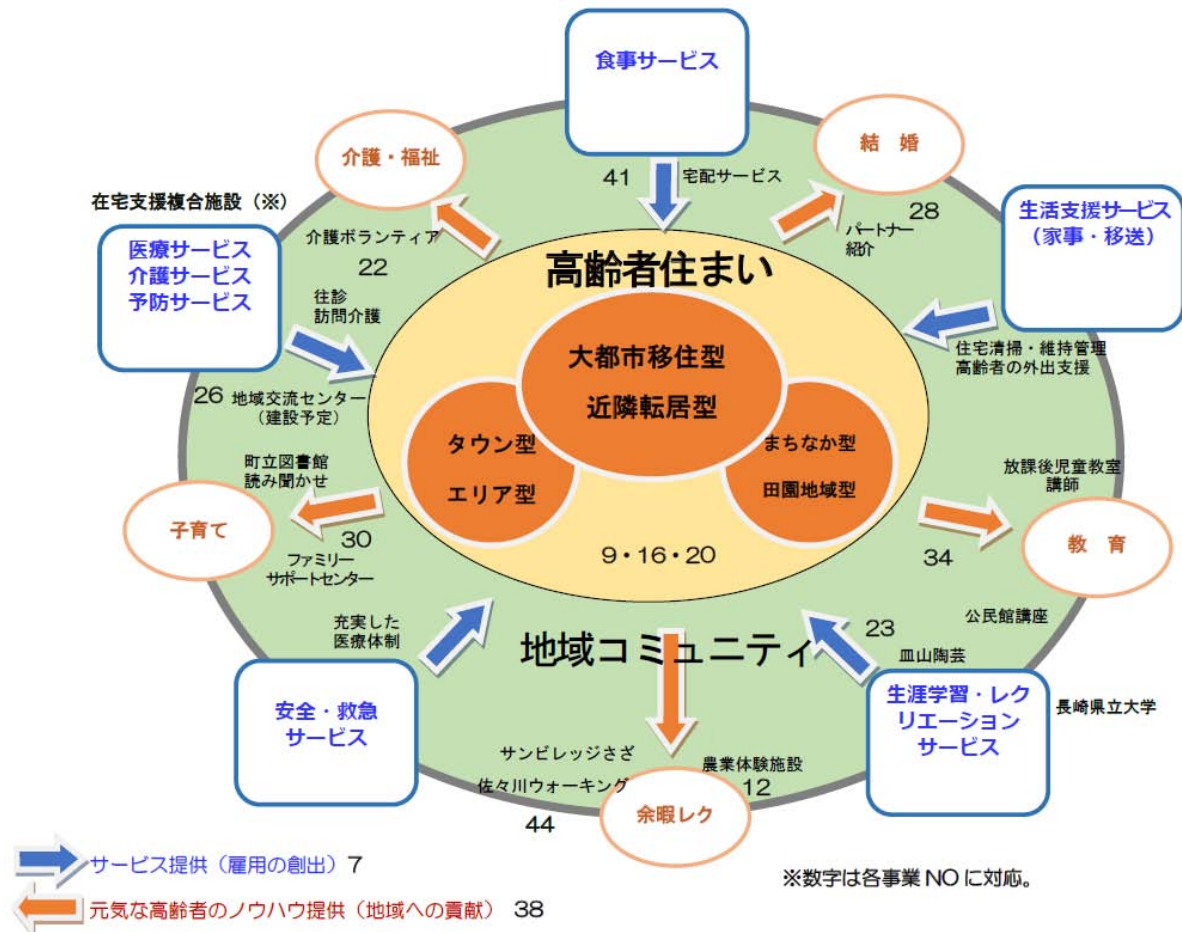 食事サービス
介護・福祉
結　婚
41
宅配サービス
在宅支援複合施設（※）
28
生活支援サービス
（家事・移送）
医療サービス
介護サービス
予防サービス
介護ボランティア
22
パートナー
紹介
高齢者住まい
往診
訪問介護
大都市移住型
近隣転居型
住宅清掃・維持管理
高齢者の外出支援
26
地域交流センター
（建設予定）
タウン型
エリア型
まちなか型
田園地域型
町立図書館
読み聞かせ
放課後児童教室
講師
子育て
30
ファミリー
サポートセンター
9・16・20
34
教　育
充実した
医療体制
地域コミュニティ
23
公民館講座
皿山陶芸
安全・救急
サービス
生涯学習・レク
リエーション
サービス
長崎県立大学
サンビレッジさざ
佐々川ウォーキング
44
農業体験施設
12
余暇レク
サービス提供（雇用の創出）7
※数字は各事業 NO に対応。
元気な高齢者のノウハウ提供（地域への貢献） 38